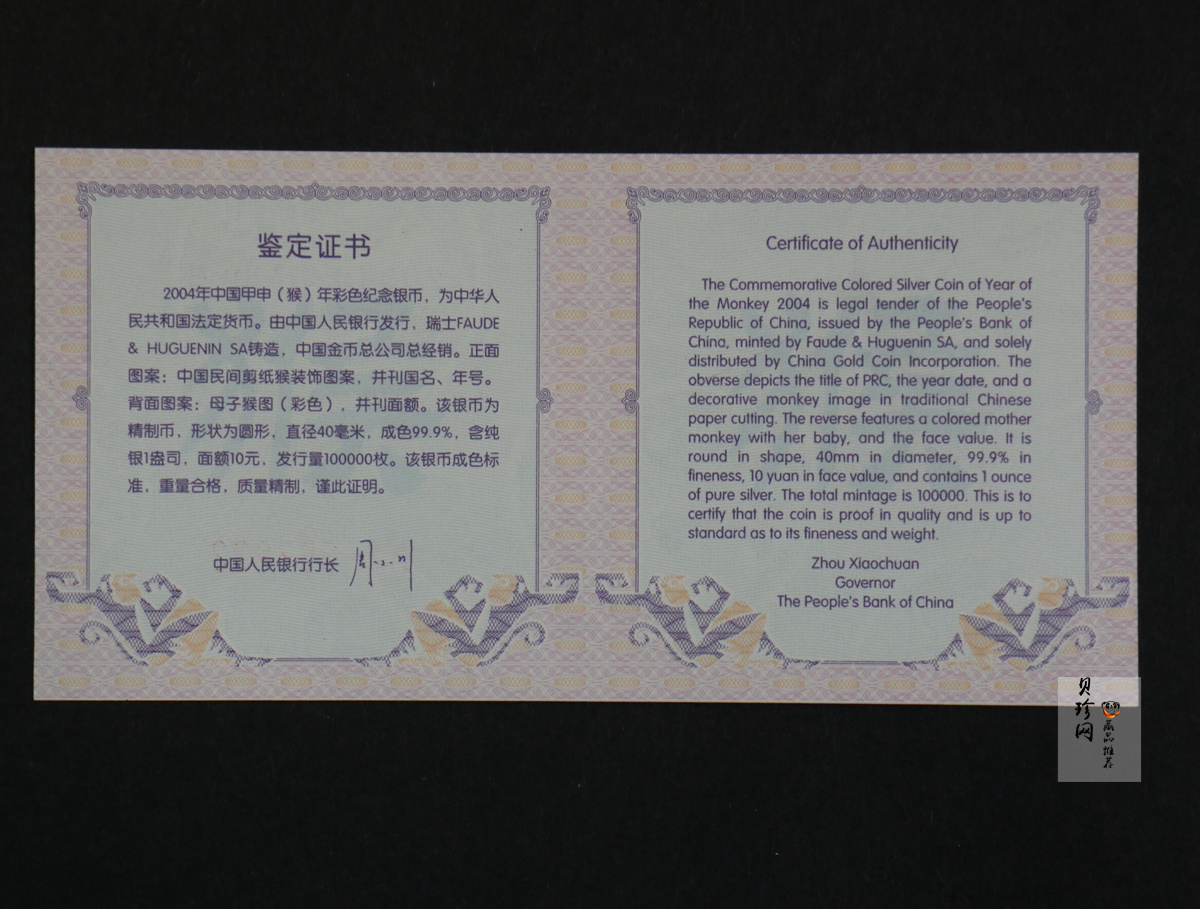 鉴定证书
2004年中国甲申（猴）年彩色纪念银币，为中华人
民共和国法定货币。由中国人民银行发行，瑞士FAUDE
& HUGUENIN SA铸造，中国金币总公司总经销。正面
图案：中国民间剪纸猴装饰图案，并刊国名、年号。
背面图案：母子猴图（彩色），并刊面额。该银币为
精制币，形状为圆形，直径40毫米，成色99.9%，含纯
银1盎司，面额10元，发行量100000枚。该银币成色标
准，重量合格，质量精制，谨此证明。
中国人民银行行长 周小川
Certificate of Authenticity
The Commemorative Colored Silver Coin of Year of
the Monkey 2004 is legal tender of the People's
Republic of China, issued by the People's Bank of
China, minted by Faude & Huguenin SA, and solely
distributed by China Gold Coin Incorporation. The
obverse depicts the title of PRC, the year date, and a
decorative monkey image in traditional Chinese
paper cutting. The reverse features a colored mother
monkey with her baby, and the face value. It is
round in shape, 40mm in diameter, 99.9% in
fineness, 10 yuan in face value, and contains 1 ounce
of pure silver. The total mintage is 100000. This is to
certify that the coin is proof in quality and is up to
standard as to its fineness and weight.
Zhou Xiaochuan
Governor
The People's Bank of China
贝珍网
藏品推荐